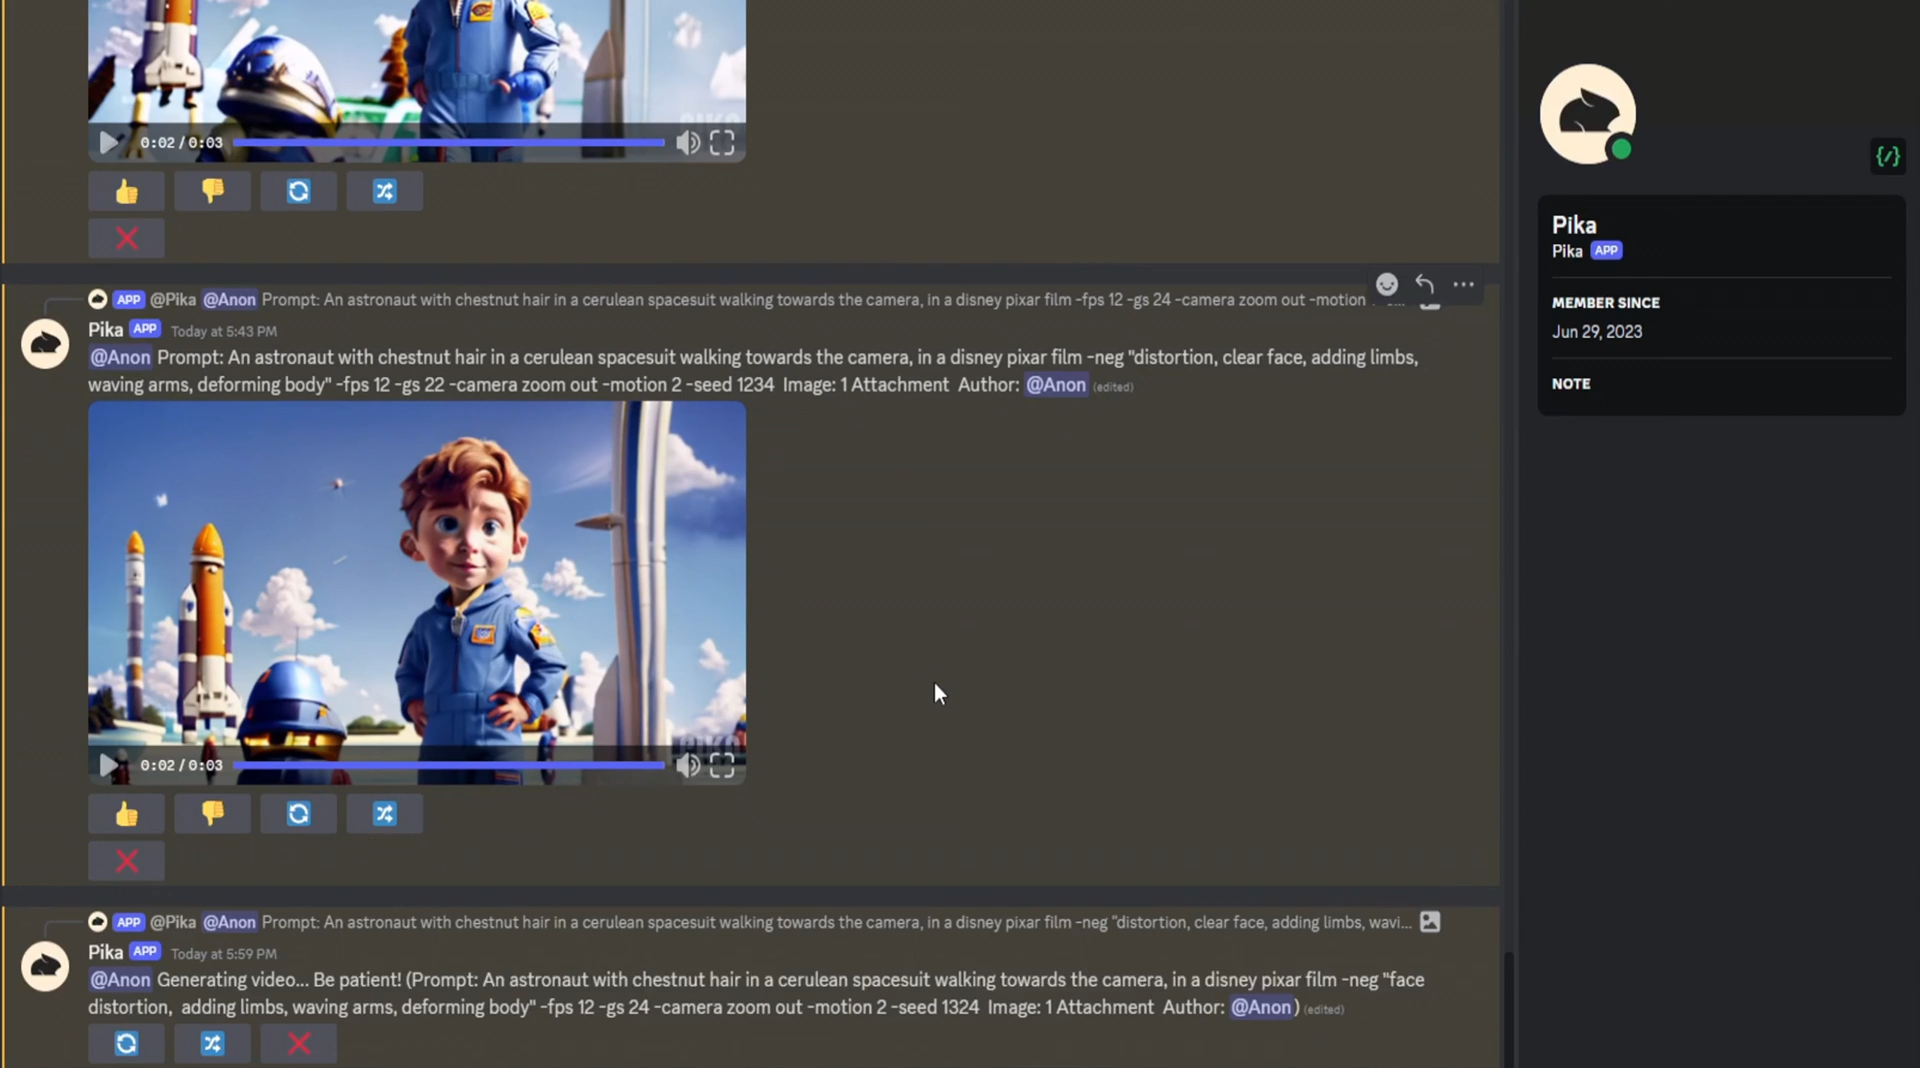 0:02 / 0:03
APP @Pika @Anon Prompt: An astronaut with chestnut hair in a cerulean spacesuit walking towards the camera, in a disney pixar film -fps 12 -gs 24 -camera zoom out -motion
Pika APP Today at 5:43 PM
@Anon Prompt: An astronaut with chestnut hair in a cerulean spacesuit walking towards the camera, in a disney pixar film -neg "distortion, clear face, adding limbs,
waving arms, deforming body" -fps 12 -gs 22 -camera zoom out -motion 2 -seed 1234 Image: 1 Attachment Author: @Anon (edited)
PIKA
0:02 / 0:03
APP @Pika @Anon Prompt: An astronaut with chestnut hair in a cerulean spacesuit walking towards the camera, in a disney pixar film -neg "distortion, clear face, adding limbs, wavi...
Pika APP Today at 5:59 PM
@Anon Generating video... Be patient! (Prompt: An astronaut with chestnut hair in a cerulean spacesuit walking towards the camera, in a disney pixar film -neg "face
distortion, adding limbs, waving arms, deforming body" -fps 12 -gs 24 -camera zoom out -motion 2 -seed 1324 Image: 1 Attachment Author: @Anon) (edited)
{/}
Pika
Pika APP
MEMBER SINCE
Jun 29, 2023
NOTE